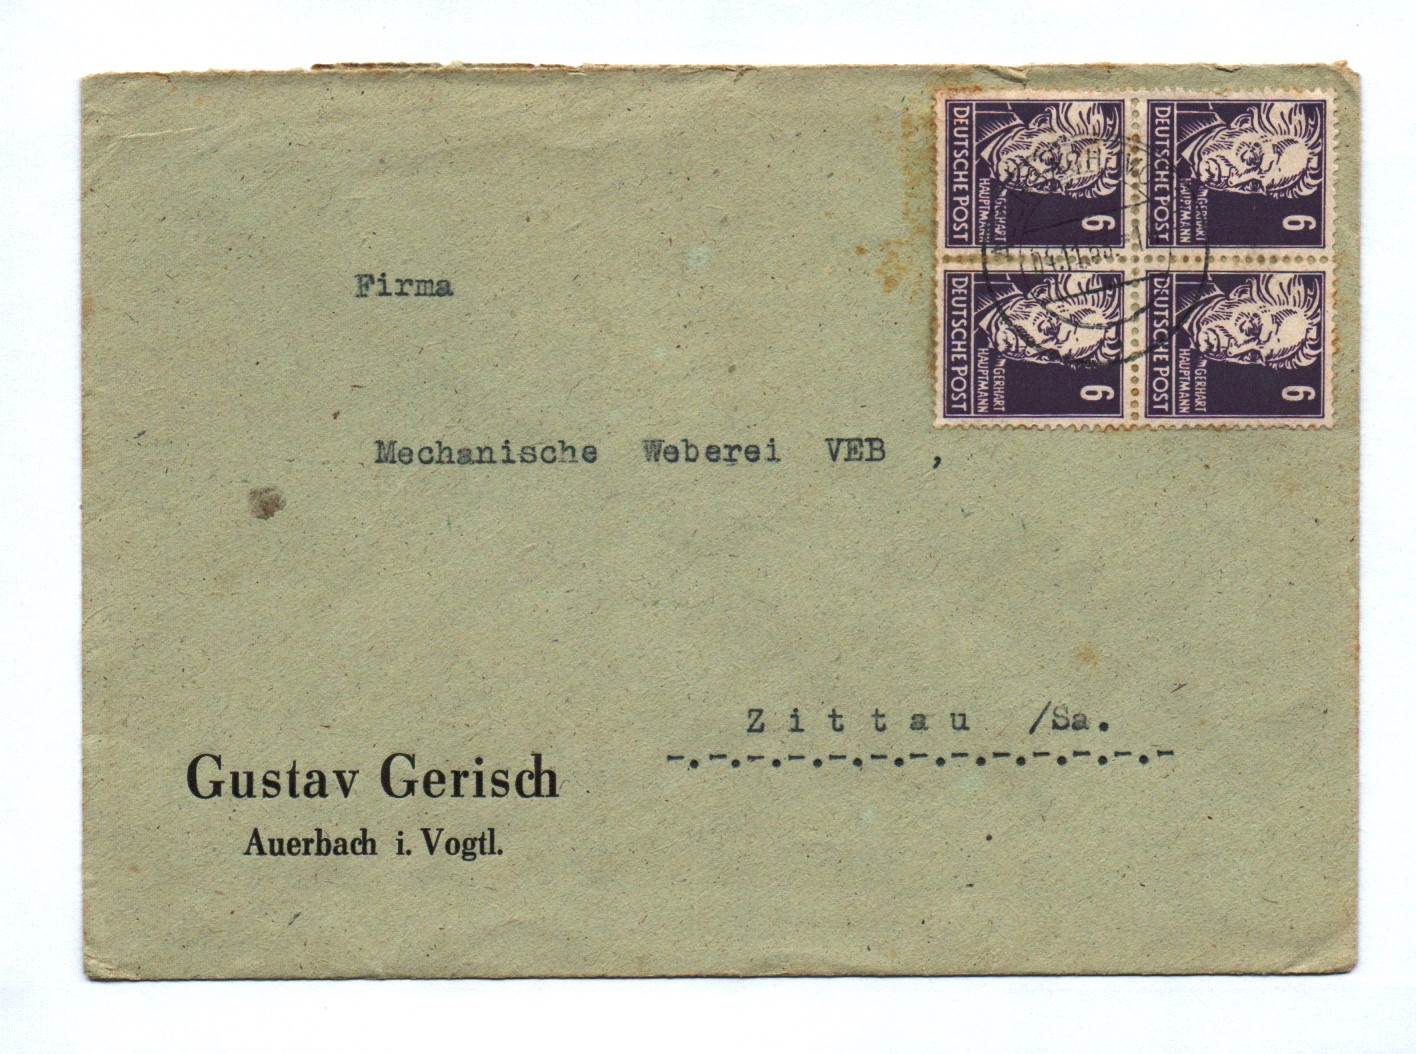 DEUTSCHE POST
GERHART
HAUPTMANN
6
DEUTSCHE POST
GERHART
HAUPTMANN
6
DEUTSCHE POST
GERHART
HAUPTMANN
6
DEUTSCHE POST
GERHART
HAUPTMANN
6
Firma
Mechanische Weberei VEB ,
Zittau /Sa.
-.-.-.-.-.-.-.-.-.-.-.-.-
Gustav Gerisch
Auerbach i. Vogtl.